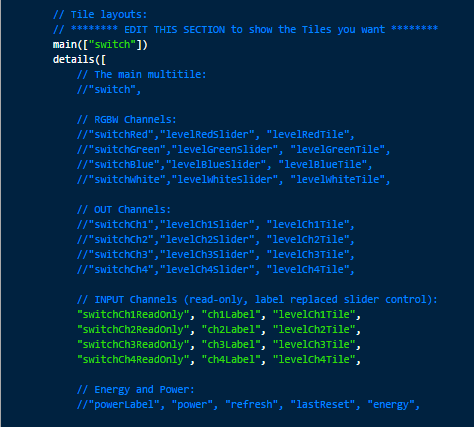 // Tile layouts:
// ******** EDIT THIS SECTION to show the Tiles you want ********
main(["switch"])
details([
// The main multitile:
//"switch",
// RGBW Channels:
//"switchRed","levelRedSlider", "levelRedTile",
//"switchGreen","levelGreenSlider", "levelGreenTile",
//"switchBlue","levelBlueSlider", "levelBlueTile",
//"switchWhite","levelWhiteSlider", "levelWhiteTile",
// OUT Channels:
//"switchCh1","levelCh1Slider", "levelCh1Tile",
//"switchCh2","levelCh2Slider", "levelCh2Tile",
//"switchCh3","levelCh3Slider", "levelCh3Tile",
//"switchCh4","levelCh4Slider", "levelCh4Tile",
// INPUT Channels (read-only, label replaced slider control):
"switchCh1ReadOnly", "ch1Label", "levelCh1Tile",
"switchCh2ReadOnly", "ch2Label", "levelCh2Tile",
"switchCh3ReadOnly", "ch3Label", "levelCh3Tile",
"switchCh4ReadOnly", "ch4Label", "levelCh4Tile",
// Energy and Power:
//"powerLabel", "power", "refresh", "lastReset", "energy",